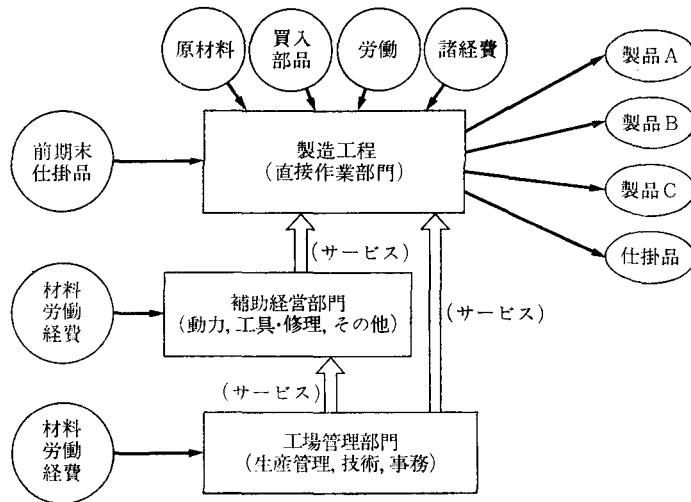 原材料
買入
部品
労働
諸経費
製品A
製品B
製品C
仕掛品
前期末
仕掛品
製造工程
(直接作業部門)
(サービス)
(サービス)
材料
労働
経費
補助経営部門
(動力, 工具・修理, その他)
(サービス)
材料
労働
経費
工場管理部門
(生産管理, 技術, 事務)